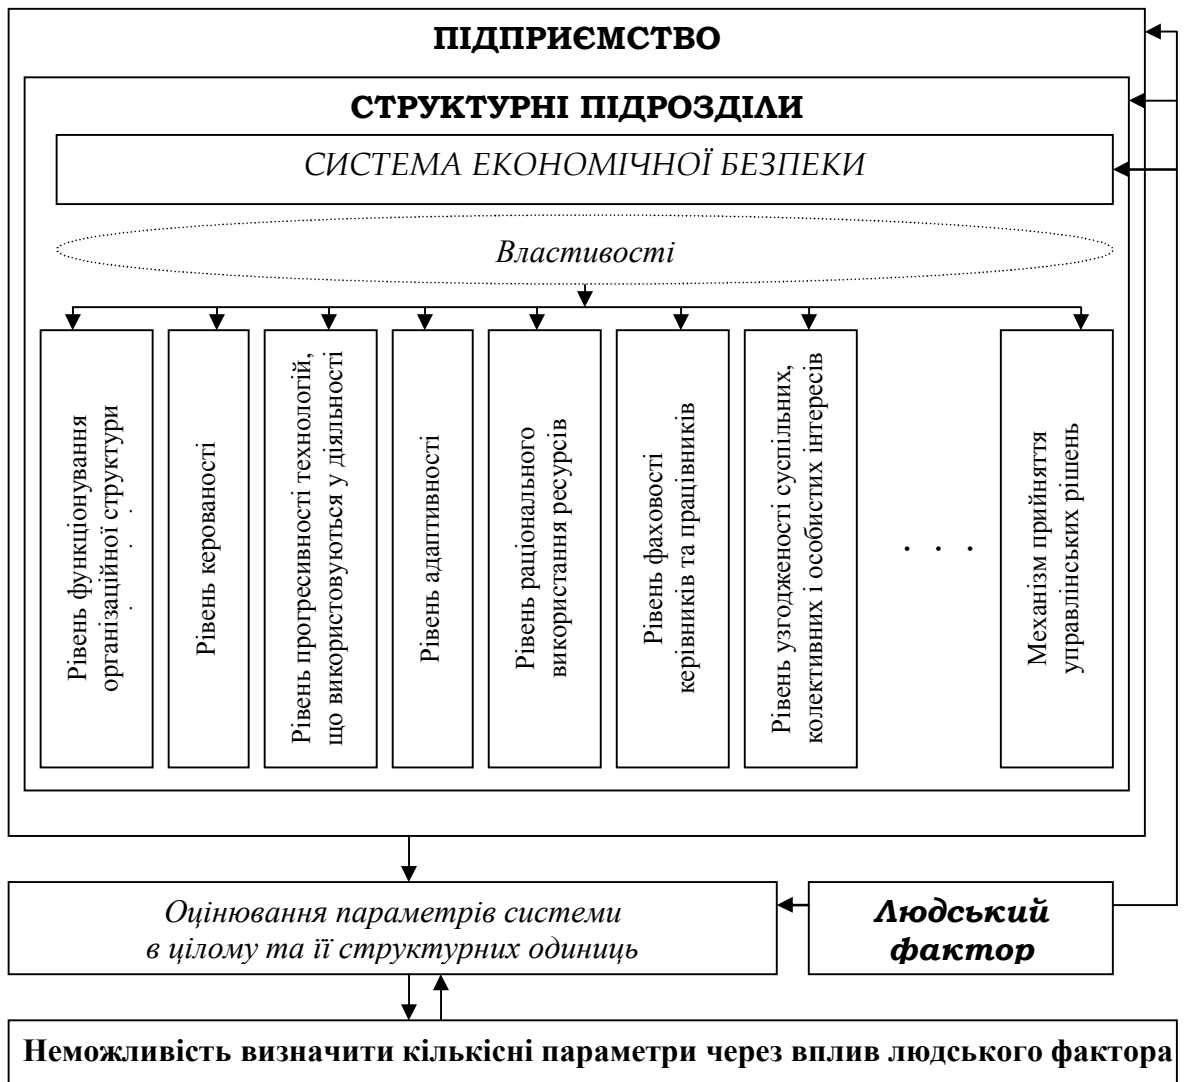 ПІДПРИЄМСТВО
СТРУКТУРНІ ПІДРОЗДІЛИ
СИСТЕМА ЕКОНОМІЧНОЇ БЕЗПЕКИ
Властивості
Рівень функціонування
організаційної структури
Рівень керованості
Рівень прогресивності технологій,
що використовуються у діяльності
Рівень адаптивності
Рівень раціонального
використання ресурсів
Рівень фаховості
керівників та працівників
Рівень узгодженості суспільних,
колективних і особистих інтересів
. . .
Механізм прийняття
управлінських рішень
Оцінювання параметрів системи
в цілому та її структурних одиниць
Людський
фактор
Неможливість визначити кількісні параметри через вплив людського фактора